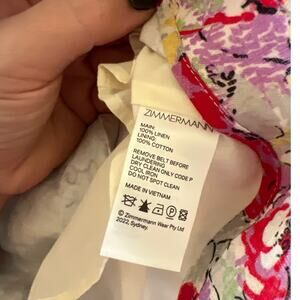 ZIMMERMANN
MAIN:
100% LINEN
LINING:
100% COTTON
REMOVE BELT BEFORE
LAUNDERING
DRY CLEAN ONLY CODE P
COOL IRON
DO NOT SPOT CLEAN
MADE IN VIETNAM
© Zimmermann Wear Pty Ltd
2022, Sydney.